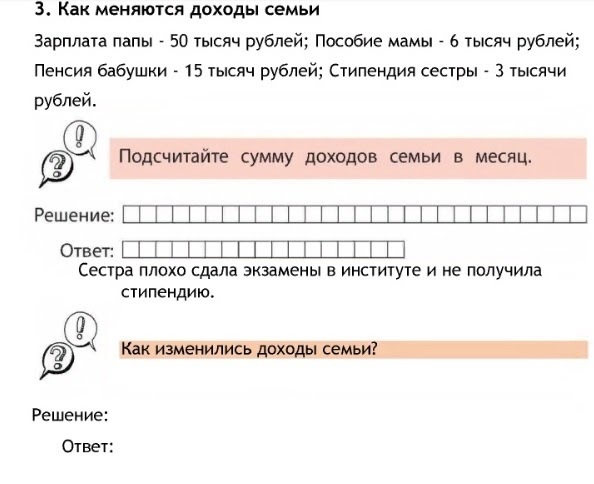 3. Как меняются доходы семьи
Зарплата папы - 50 тысяч рублей; Пособие мамы - 6 тысяч рублей;
Пенсия бабушки - 15 тысяч рублей; Стипендия сестры - 3 тысячи
рублей.
Подсчитайте сумму доходов семьи в месяц.
Решение:
Ответ:
Сестра плохо сдала экзамены в институте и не получила
стипендию.
Как изменились доходы семьи?
Решение:
Ответ: